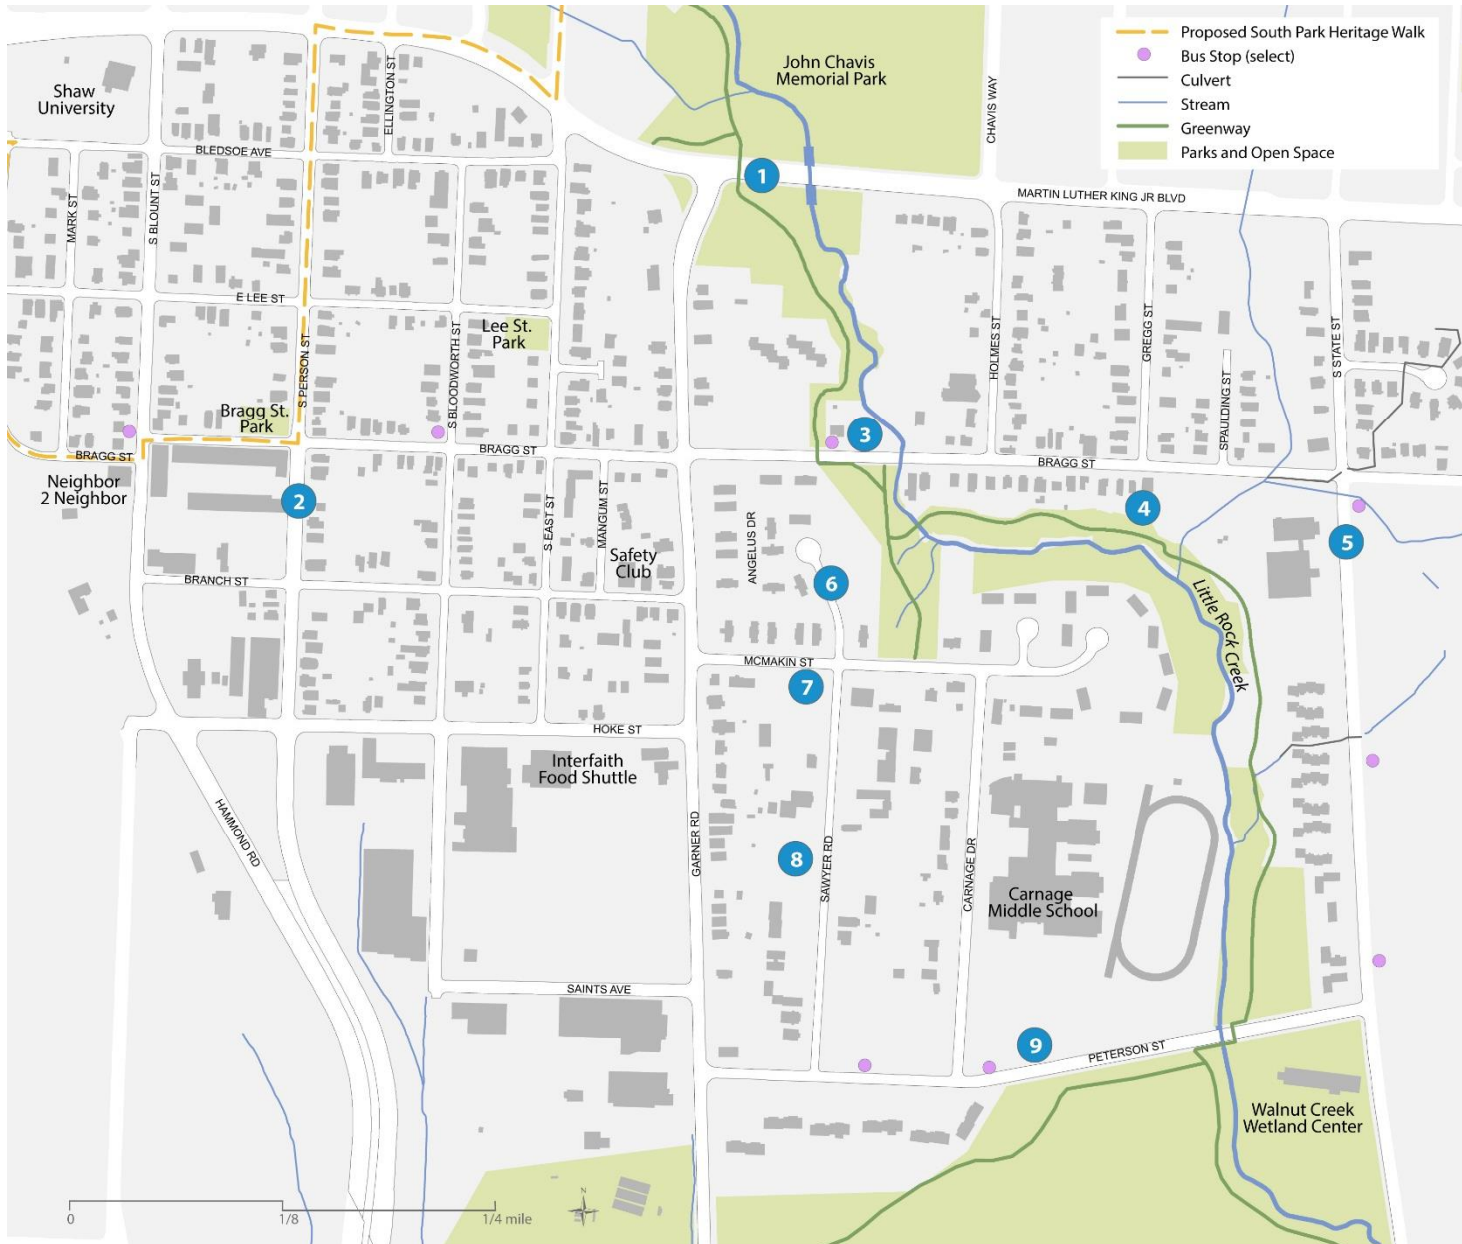 Proposed South Park Heritage Walk
Bus Stop (select)
Culvert
Stream
Greenway
Parks and Open Space
John Chavis
Memorial Park
Shaw
University
ELLINGTON ST
CHAVIS WAY
BLEDSOE AVE
1
MARTIN LUTHER KING JR BLVD
MARK ST
S BLOUNT ST
E LEE ST
S PERSON ST
S BLOODWORTH ST
Lee St.
Park
HOLMES ST
GREGG ST
SPAULDING ST
S STATE ST
Bragg St.
Park
3
BRAGG ST
BRAGG ST
BRAGG ST
Neighbor
2 Neighbor
2
S EAST ST
MANGUM ST
ANGELUS DR
4
5
Safety
Club
6
BRANCH ST
Little Rock Creek
MCMAKIN ST
7
HOKE ST
Interfaith
Food Shuttle
HAMMOND RD
GARNER RD
8
SAWYER RD
CARNAGE DR
Carnage
Middle School
SAINTS AVE
9
PETERSON ST
Walnut Creek
Wetland Center
N
0
1/8
1/4 mile